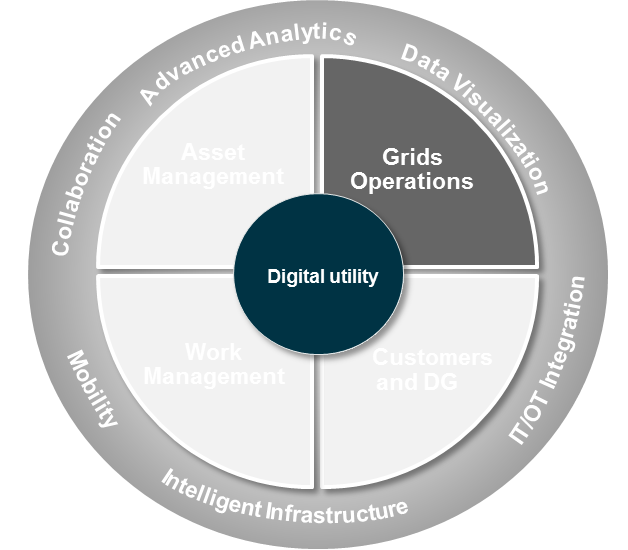 Advanced Analytics
Data Visualization
Collaboration
Asset
Management
Grids
Operations
Digital utility
Work
Management
Customers
and DG
Mobility
IT/OT Integration
Intelligent Infrastructure